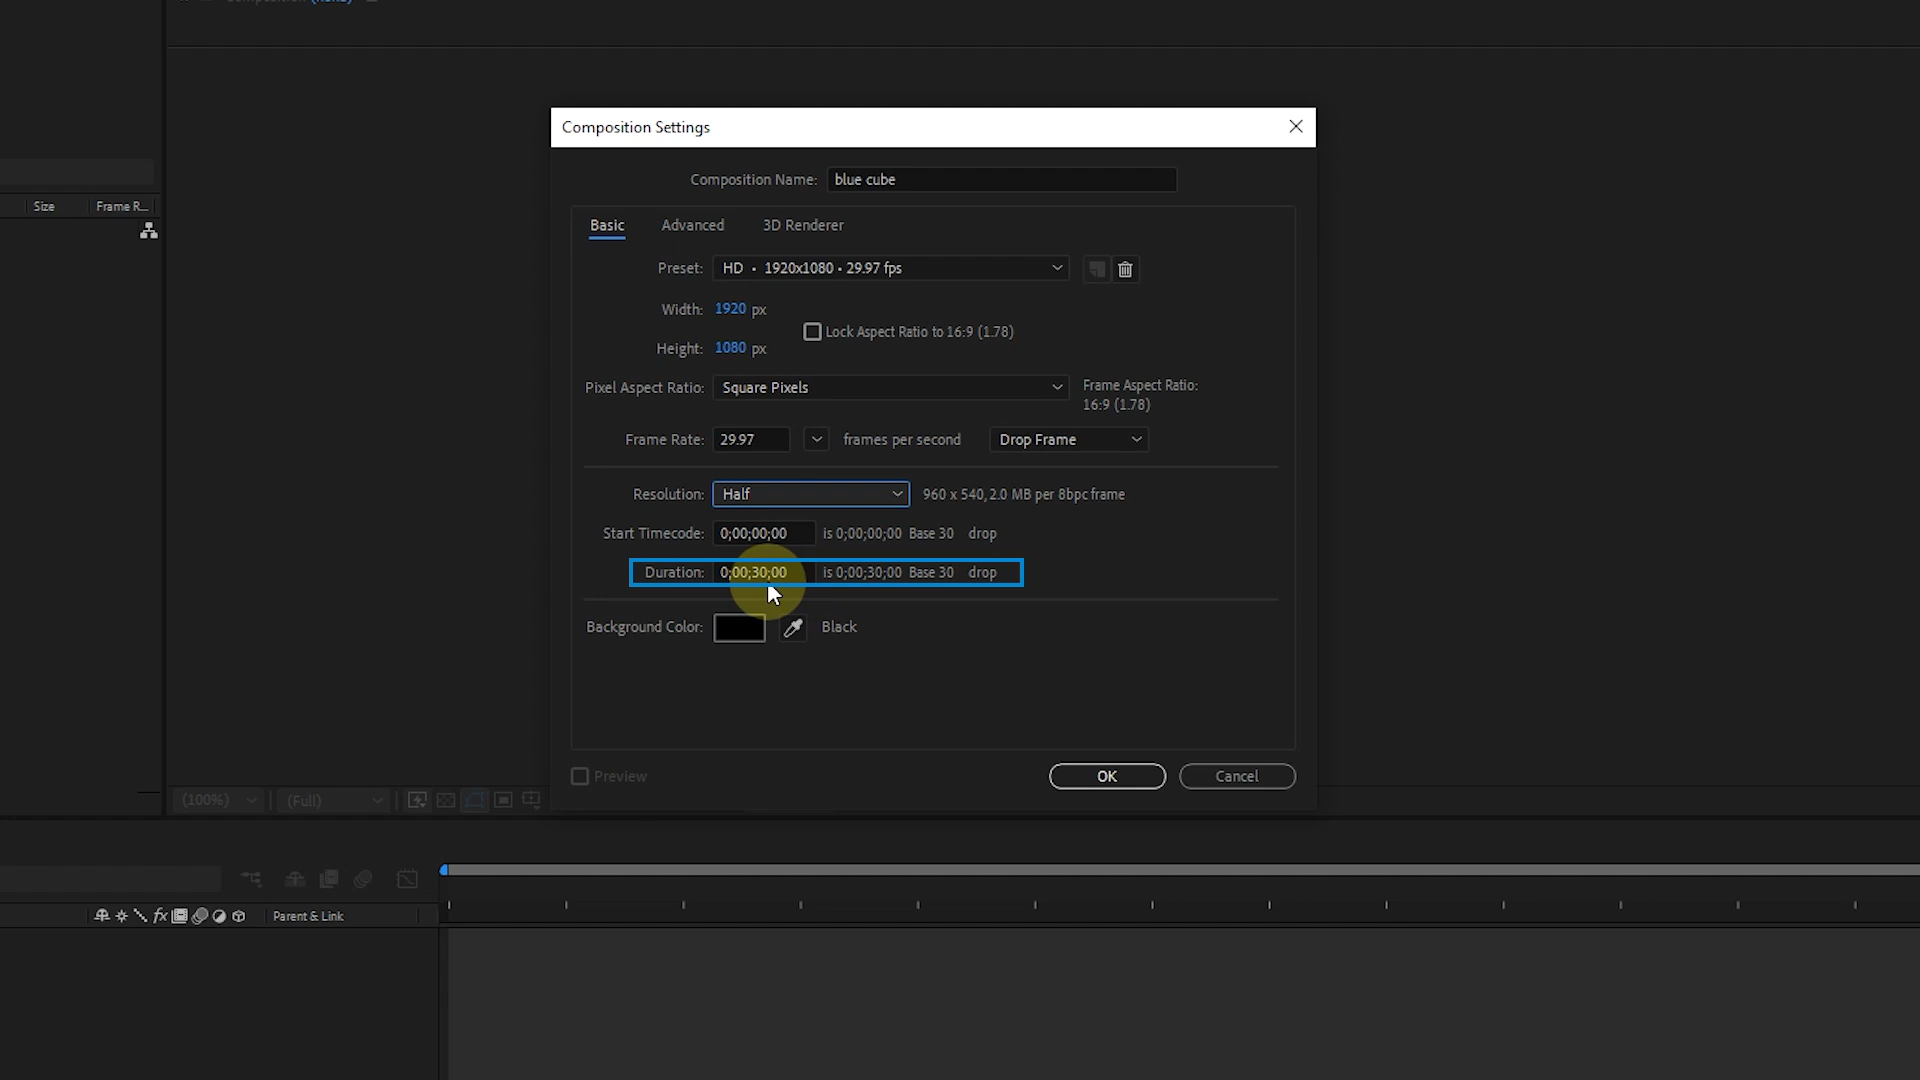 Composition Settings
Composition Name: blue cube
Size Frame R...
Basic Advanced 3D Renderer
Preset: HD • 1920x1080 • 29.97 fps
Width: 1920 px
Lock Aspect Ratio to 16:9 (1.78)
Height: 1080 px
Pixel Aspect Ratio: Square Pixels
Frame Aspect Ratio:
16:9 (1.78)
Frame Rate: 29.97 frames per second Drop Frame
Resolution: Half 960 x 540, 2.0 MB per 8bpc frame
Start Timecode: 0;00;00;00 is 0;00;00;00 Base 30 drop
Duration: 0;00;30;00 is 0;00;30;00 Base 30 drop
Background Color: Black
Preview OK Cancel
(100%) (Full)
fx Parent & Link